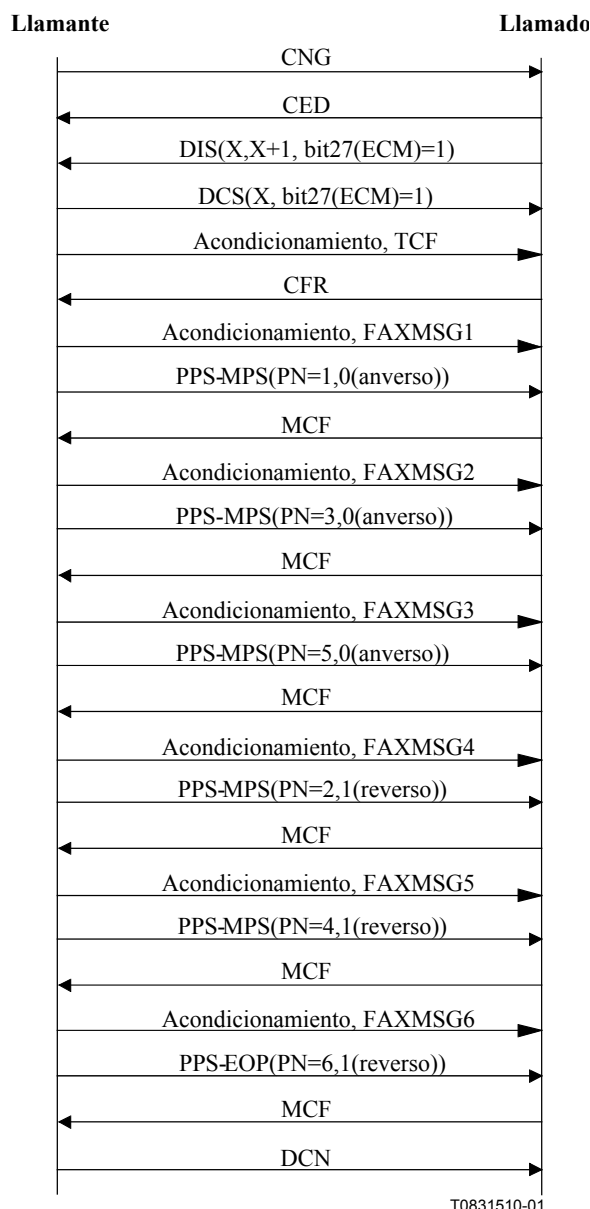 Llamante Llamado
CNG
CED
DIS(X,X+1, bit27(ECM)=1)
DCS(X, bit27(ECM)=1)
Acondicionamiento, TCF
CFR
Acondicionamiento, FAXMSG1
PPS-MPS(PN=1,0(anverso))
MCF
Acondicionamiento, FAXMSG2
PPS-MPS(PN=3,0(anverso))
MCF
Acondicionamiento, FAXMSG3
PPS-MPS(PN=5,0(anverso))
MCF
Acondicionamiento, FAXMSG4
PPS-MPS(PN=2,1(reverso))
MCF
Acondicionamiento, FAXMSG5
PPS-MPS(PN=4,1(reverso))
MCF
Acondicionamiento, FAXMSG6
PPS-EOP(PN=6,1(reverso))
MCF
DCN
T0831510-01